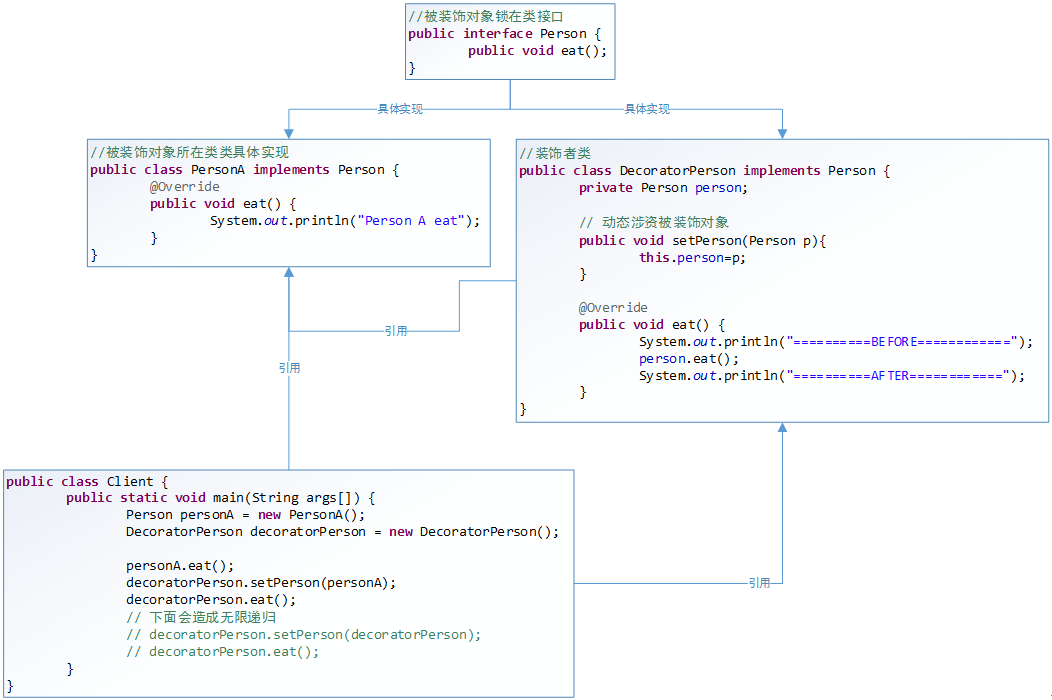 //被装饰对象锁在类接口
public interface Person {
public void eat();
}
具体实现
具体实现
//被装饰对象所在类类具体实现
public class PersonA implements Person {
@Override
public void eat() {
System.out.println("Person A eat");
}
}
//装饰者类
public class DecoratorPerson implements Person {
private Person person;
// 动态涉资被装饰对象
public void setPerson(Person p){
this.person=p;
}
@Override
public void eat() {
System.out.println("==========BEFORE============");
person.eat();
System.out.println("==========AFTER============");
}
}
引用
引用
public class Client {
public static void main(String args[]) {
Person personA = new PersonA();
DecoratorPerson decoratorPerson = new DecoratorPerson();
personA.eat();
decoratorPerson.setPerson(personA);
decoratorPerson.eat();
// 下面会造成无限递归
// decoratorPerson.setPerson(decoratorPerson);
// decoratorPerson.eat();
}
}
引用